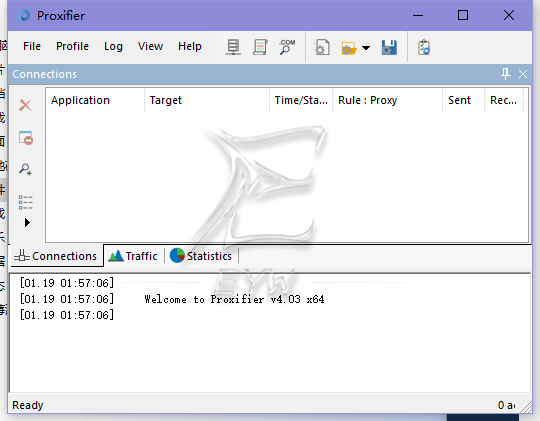 Proxifier
File Profile Log View Help .COM
Connections
Application Target Time/Sta... Rule : Proxy Sent Rec...
EYW
Connections Traffic Statistics
[01.19 01:57:06]
[01.19 01:57:06] Welcome to Proxifier v4.03 x64
[01.19 01:57:06]
Ready 0 ac